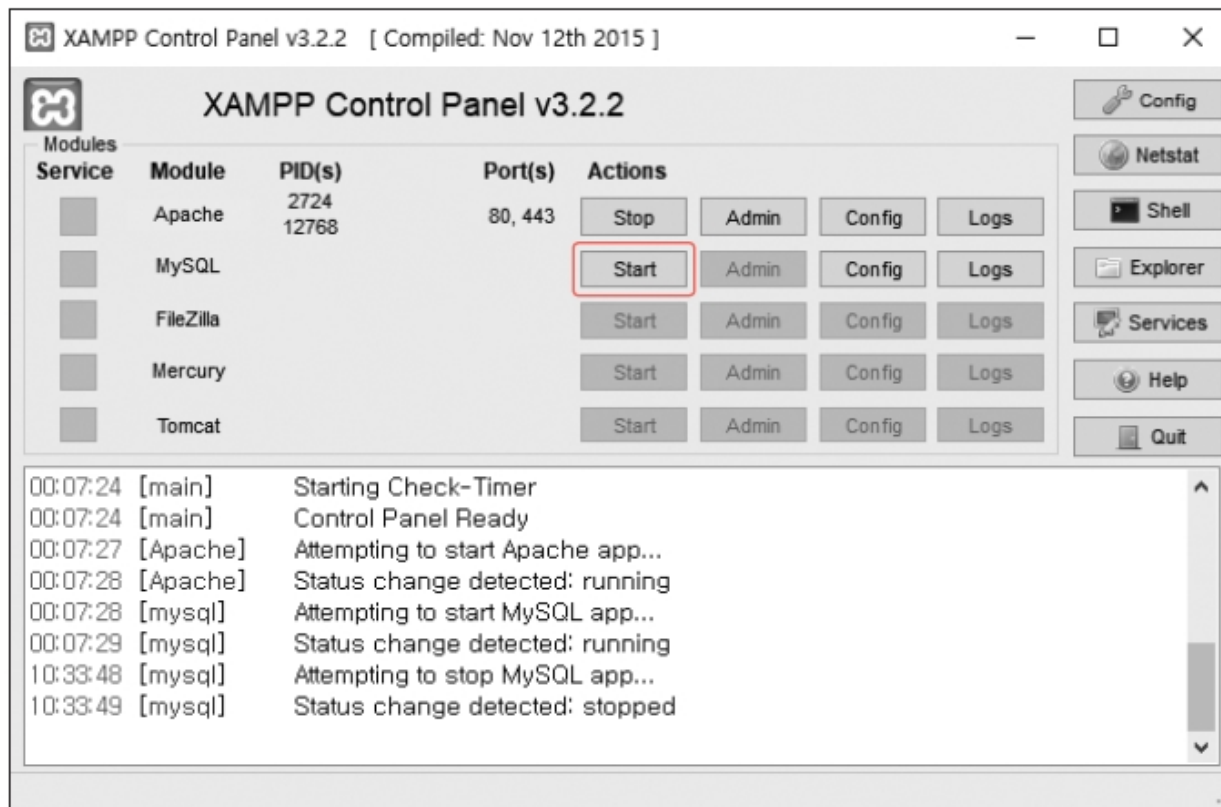 XAMPP Control Panel v3.2.2 [ Compiled: Nov 12th 2015 ]
XAMPP Control Panel v3.2.2
Config
Modules
Netstat
Service Module PID(s) Port(s) Actions
Apache 2724 12768 80, 443 Stop Admin Config Logs
Shell
MySQL Start Admin Config Logs
Explorer
FileZilla Start Admin Config Logs
Services
Mercury Start Admin Config Logs
Help
Tomcat Start Admin Config Logs
Quit
00:07:24 [main] Starting Check-Timer
00:07:24 [main] Control Panel Ready
00:07:27 [Apache] Attempting to start Apache app...
00:07:28 [Apache] Status change detected: running
00:07:28 [mysql] Attempting to start MySQL app...
00:07:29 [mysql] Status change detected: running
10:33:48 [mysql] Attempting to stop MySQL app...
10:33:49 [mysql] Status change detected: stopped